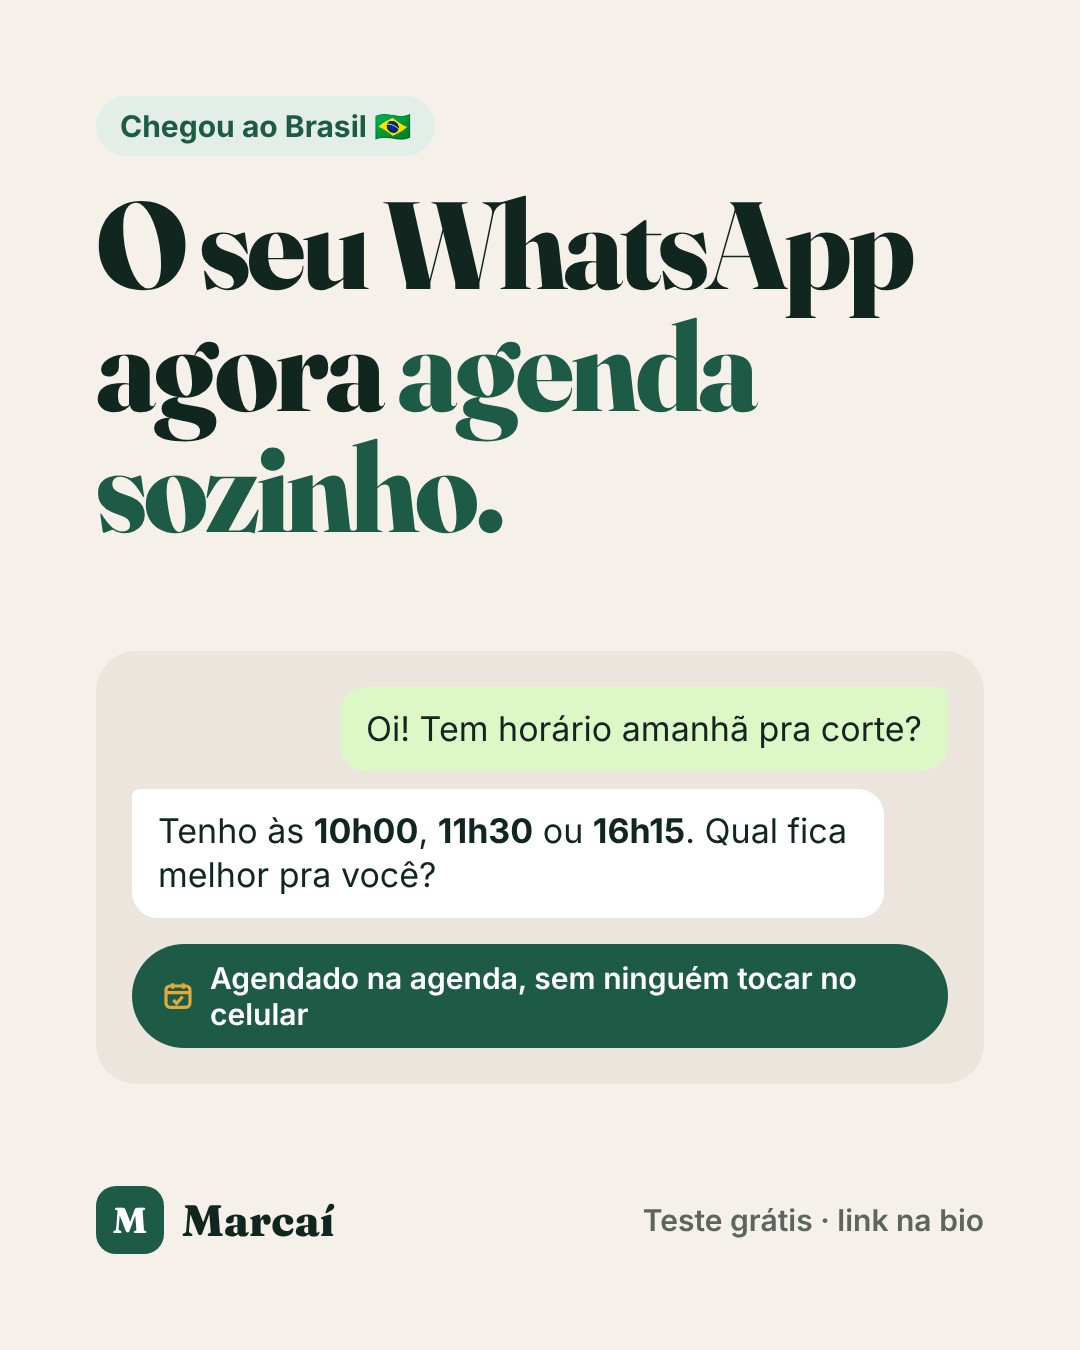 Chegou ao Brasil 🇧🇷
O seu WhatsApp
agora agenda
sozinho.
Oi! Tem horário amanhã pra corte?
Tenho às 10h00, 11h30 ou 16h15. Qual fica
melhor pra você?
Agendado na agenda, sem ninguém tocar no
celular
M Marcaí
Teste grátis · link na bio